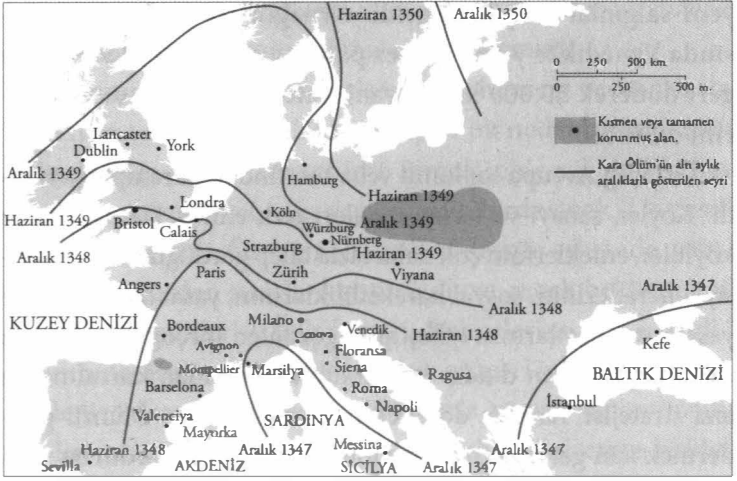 Haziran 1350
Aralık 1350
0 250 500 km.
0 250 500 m.
Kısmen veya tamamen
korunmuş alan.
Kara Ölüm'ün altı aylık
aralıklarla gösterilen seyri
Lancaster
York
Dublin
Aralık 1349
Hamburg
Haziran 1349
Haziran 1349
Londra
Köln
Bristol
Calais
Aralık 1349
Würzburg
Nürnberg
Aralık 1348
Strazburg
Haziran 1349
Paris
Zürih
Viyana
Angers
Aralık 1347
Aralık 1348
KUZEY DENİZİ
Milano
Bordeaux
Cenova
Venedik
Haziran 1348
Kefe
Avignon
Floransa
Montpellier
Marsilya
Siena
Ragusa
BALTIK DENİZİ
Barselona
Roma
İstanbul
Valenciya
Mayorka
SARDINYA
Napoli
Haziran 1348
Aralık 1347
Messina
Aralık 1347
Sevilla
AKDENİZ
SİCİLYA
Aralık 1347